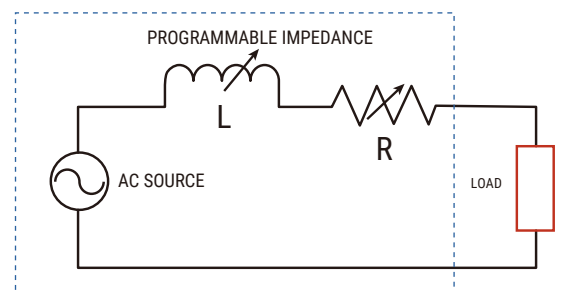 PROGRAMMABLE IMPEDANCE
L
R
AC SOURCE
LOAD